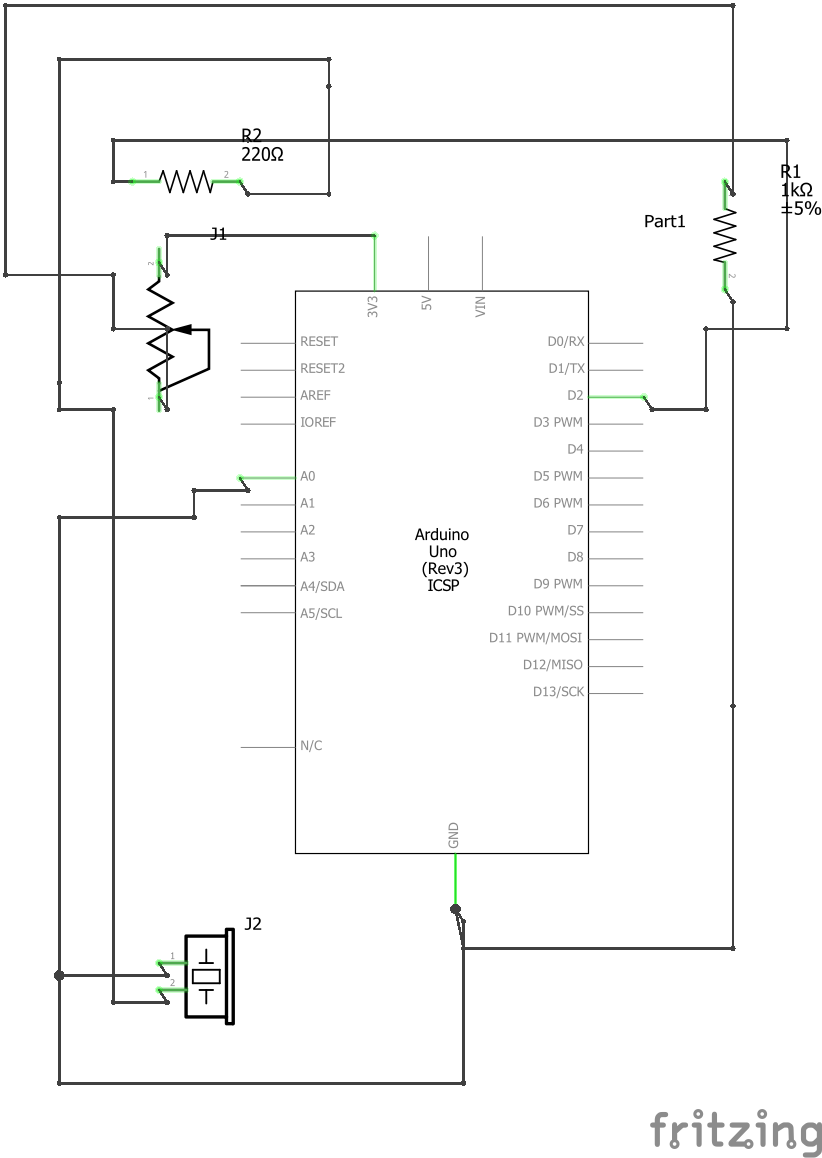 R2
220Ω
1
2
R1
1kΩ
±5%
Part1
2
J1
2
1
3V3
5V
VIN
RESET
RESET2
AREF
IOREF
A0
A1
A2
A3
A4/SDA
A5/SCL
N/C
D0/RX
D1/TX
D2
D3 PWM
D4
D5 PWM
D6 PWM
D7
D8
D9 PWM
D10 PWM/SS
D11 PWM/MOSI
D12/MISO
D13/SCK
Arduino
Uno
(Rev3)
ICSP
GND
J2
1
2
fritzing